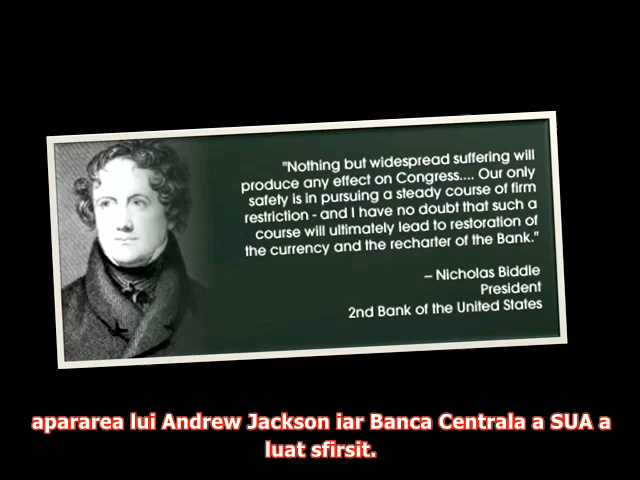 "Nothing but widespread suffering will
produce any effect on Congress.... Our only
safety is in pursuing a steady course of firm
restriction - and I have no doubt that such a
course will ultimately lead to restoration of
the currency and the recharter of the Bank."
– Nicholas Biddle
President
2nd Bank of the United States
apararea lui Andrew Jackson iar Banca Centrala a SUA a
luat sfirsit.